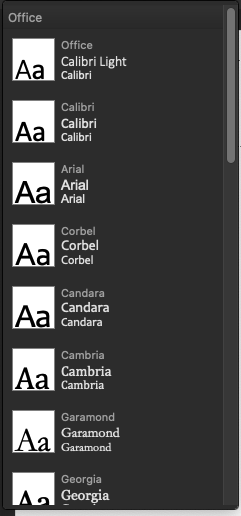 Office
Aa
Office
Calibri Light
Calibri
Aa
Calibri
Calibri
Calibri
Aa
Arial
Arial
Arial
Aa
Corbel
Corbel
Corbel
Aa
Candara
Candara
Candara
Aa
Cambria
Cambria
Cambria
Aa
Garamond
Garamond
Garamond
Aa
Georgia
Georgia